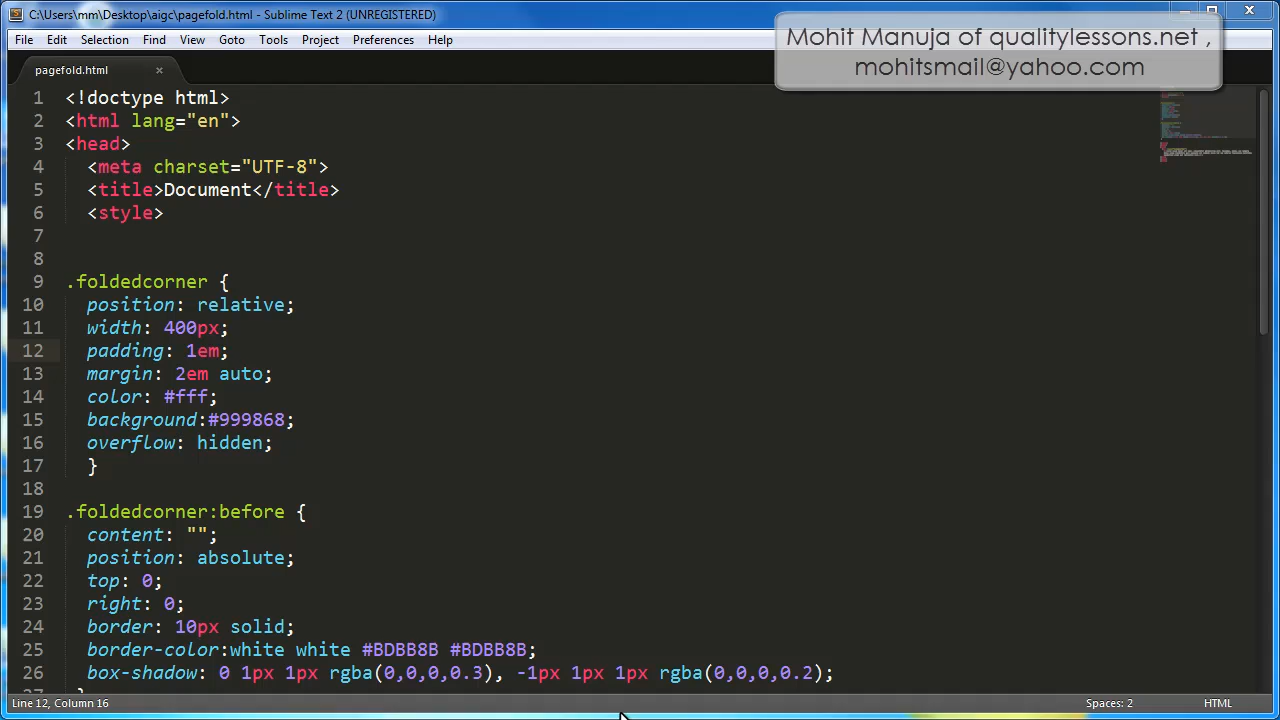 C:\Users\mm\Desktop\aigc\pagefold.html - Sublime Text 2 (UNREGISTERED)
File Edit Selection Find View Goto Tools Project Preferences Help
Mohit Manuja of qualitylessons.net ,
mohitsmail@yahoo.com
pagefold.html ×
1 <!doctype html>
2 <html lang="en">
3 <head>
4 <meta charset="UTF-8">
5 <title>Document</title>
6 <style>
7
8
9 .foldedcorner {
10 position: relative;
11 width: 400px;
12 padding: 1em;
13 margin: 2em auto;
14 color: #fff;
15 background:#999868;
16 overflow: hidden;
17 }
18
19 .foldedcorner:before {
20 content: "";
21 position: absolute;
22 top: 0;
23 right: 0;
24 border: 10px solid;
25 border-color:white white #BDBB8B #BDBB8B;
26 box-shadow: 0 1px 1px rgba(0,0,0,0.3), -1px 1px 1px rgba(0,0,0,0.2);
27 }
Line 12, Column 16 Spaces: 2 HTML